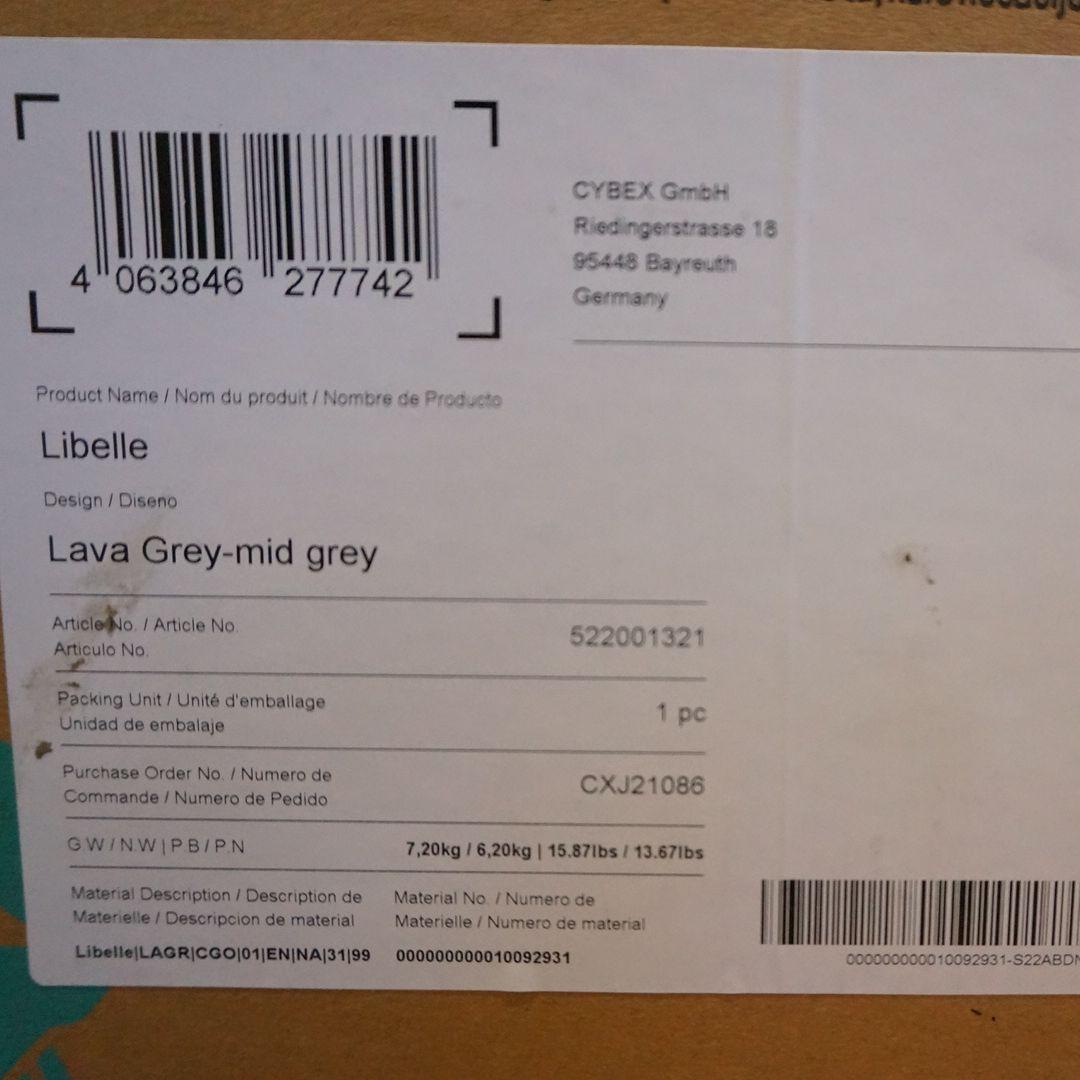 4 063846 277742
CYBEX GmbH
Riedingerstrasse 18
95448 Bayreuth
Germany
Product Name / Nom du produit / Nombre de Producto
Libelle
Design / Diseno
Lava Grey-mid grey
Article No. / Article No.
Articulo No.
522001321
Packing Unit / Unité d'emballage
Unidad de embalaje
1 pc
Purchase Order No. / Numero de
Commande / Numero de Pedido
CXJ21086
G.W / N.W | P.B / P.N
7,20kg / 6,20kg | 15.87lbs / 13.67lbs
Material Description / Description de
Materielle / Descripcion de material
Libelle|LAGR|CGO|01|EN|NA|31|99
Material No. / Numero de
Materielle / Numero de material
000000000010092931
000000000010092931-S22ABDN